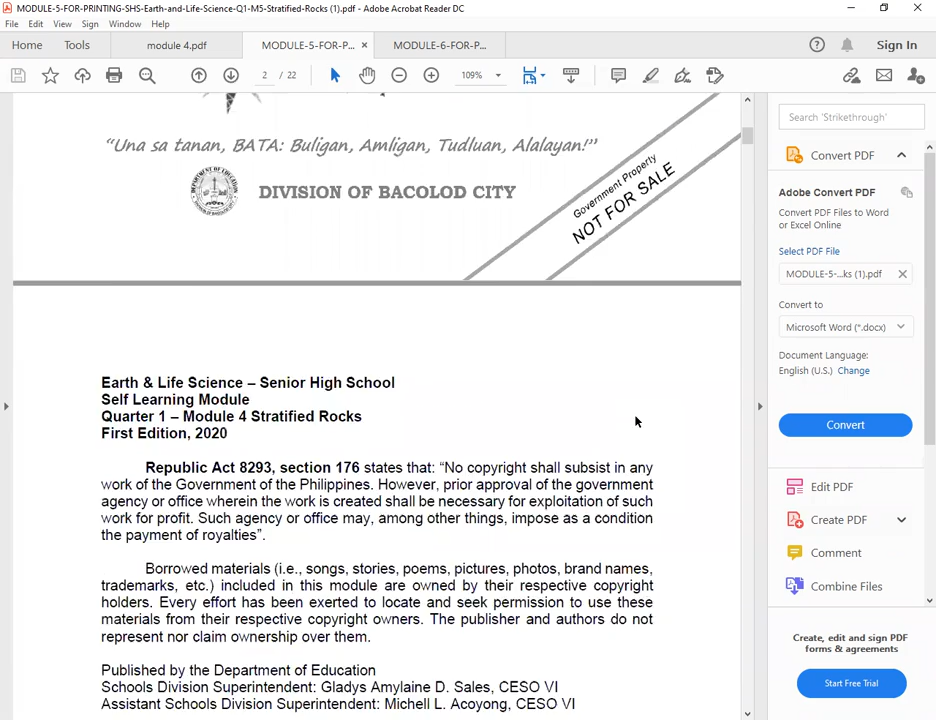 MODULE-5-FOR-PRINTING-SHS-Earth-and-Life-Science-Q1-M5-Stratified-Rocks (1).pdf - Adobe Acrobat Reader DC
File Edit View Sign Window Help
Home Tools module 4.pdf MODULE-5-FOR-P... × MODULE-6-FOR-P... Sign In
2 / 22 109%
“Una sa tanan, BATA: Buligan, Amligan, Tudluan, Alalayan!”
DIVISION OF BACOLOD CITY
Government Property
NOT FOR SALE
Earth & Life Science – Senior High School
Self Learning Module
Quarter 1 – Module 4 Stratified Rocks
First Edition, 2020
Republic Act 8293, section 176 states that: “No copyright shall subsist in any
work of the Government of the Philippines. However, prior approval of the government
agency or office wherein the work is created shall be necessary for exploitation of such
work for profit. Such agency or office may, among other things, impose as a condition
the payment of royalties”.
Borrowed materials (i.e., songs, stories, poems, pictures, photos, brand names,
trademarks, etc.) included in this module are owned by their respective copyright
holders. Every effort has been exerted to locate and seek permission to use these
materials from their respective copyright owners. The publisher and authors do not
represent nor claim ownership over them.
Published by the Department of Education
Schools Division Superintendent: Gladys Amylaine D. Sales, CESO VI
Assistant Schools Division Superintendent: Michell L. Acoyong, CESO VI
Search 'Strikethrough'
Convert PDF
Adobe Convert PDF
Convert PDF Files to Word
or Excel Online
Select PDF File
MODULE-5-...ks (1).pdf
Convert to
Microsoft Word (*.docx)
Document Language:
English (U.S.) Change
Convert
Edit PDF
Create PDF
Comment
Combine Files
Create, edit and sign PDF
forms & agreements
Start Free Trial